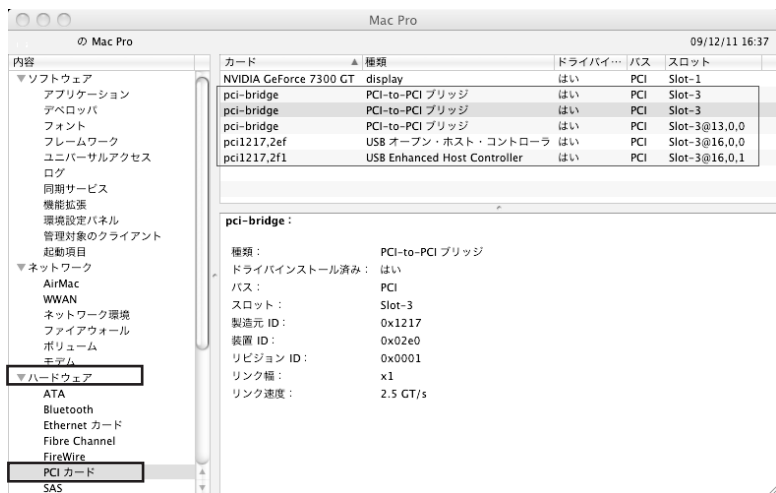 Mac Pro
の Mac Pro 09/12/11 16:37
内容
▼ソフトウェア
アプリケーション
デベロッパ
フォント
フレームワーク
ユニバーサルアクセス
ログ
同期サービス
機能拡張
環境設定パネル
管理対象のクライアント
起動項目
▼ネットワーク
AirMac
WWAN
ネットワーク環境
ファイアウォール
ボリューム
モデム
▼ハードウェア
ATA
Bluetooth
Ethernet カード
Fibre Channel
FireWire
PCI カード
SAS
カード ▲ 種類 ドライバイ… バス スロット
NVIDIA GeForce 7300 GT display はい PCI Slot-1
pci-bridge PCI-to-PCI ブリッジ はい PCI Slot-3
pci-bridge PCI-to-PCI ブリッジ はい PCI Slot-3
pci-bridge PCI-to-PCI ブリッジ はい PCI Slot-3@13,0,0
pci1217,2ef USB オープン・ホスト・コントローラ はい PCI Slot-3@16,0,0
pci1217,2f1 USB Enhanced Host Controller はい PCI Slot-3@16,0,1
pci-bridge：
種類： PCI-to-PCI ブリッジ
ドライバインストール済み： はい
バス： PCI
スロット： Slot-3
製造元 ID： 0x1217
装置 ID： 0x02e0
リビジョン ID： 0x0001
リンク幅： x1
リンク速度： 2.5 GT/s